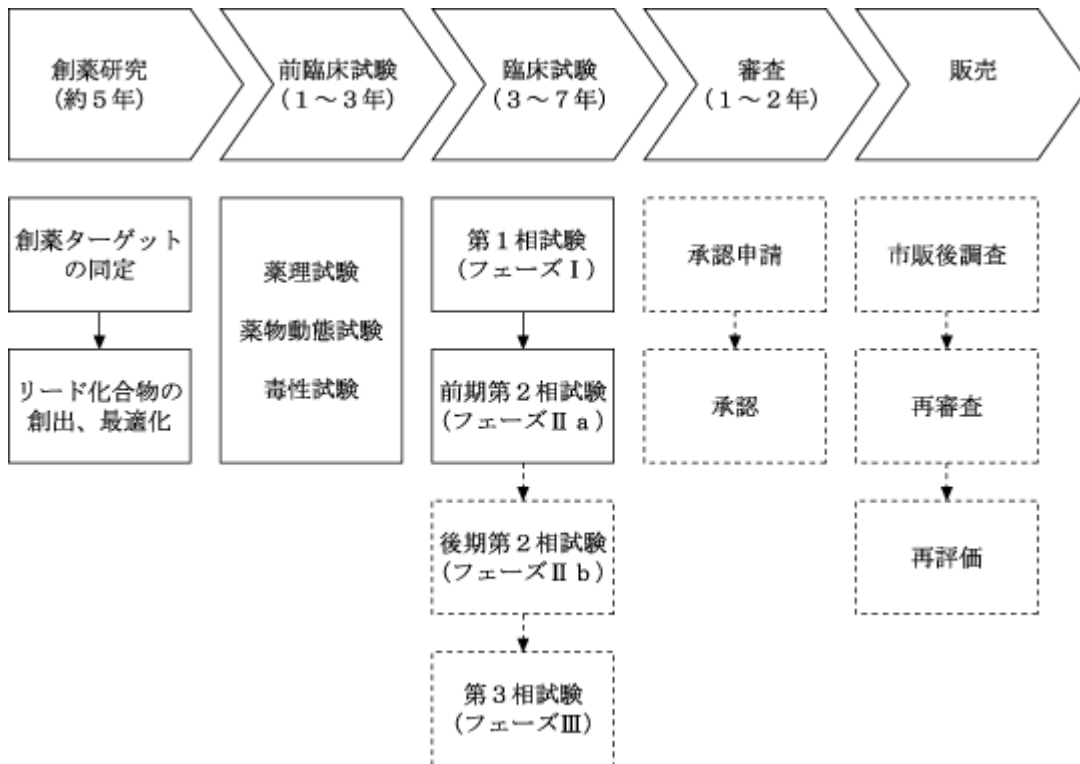 創薬研究
(約5年)
前臨床試験
(1～3年)
臨床試験
(3～7年)
審査
(1～2年)
販売
創薬ターゲット
の同定
リード化合物の
創出、最適化
薬理試験
薬物動態試験
毒性試験
第1相試験
(フェーズⅠ)
前期第2相試験
(フェーズⅡa)
後期第2相試験
(フェーズⅡb)
第3相試験
(フェーズⅢ)
承認申請
承認
市販後調査
再審査
再評価